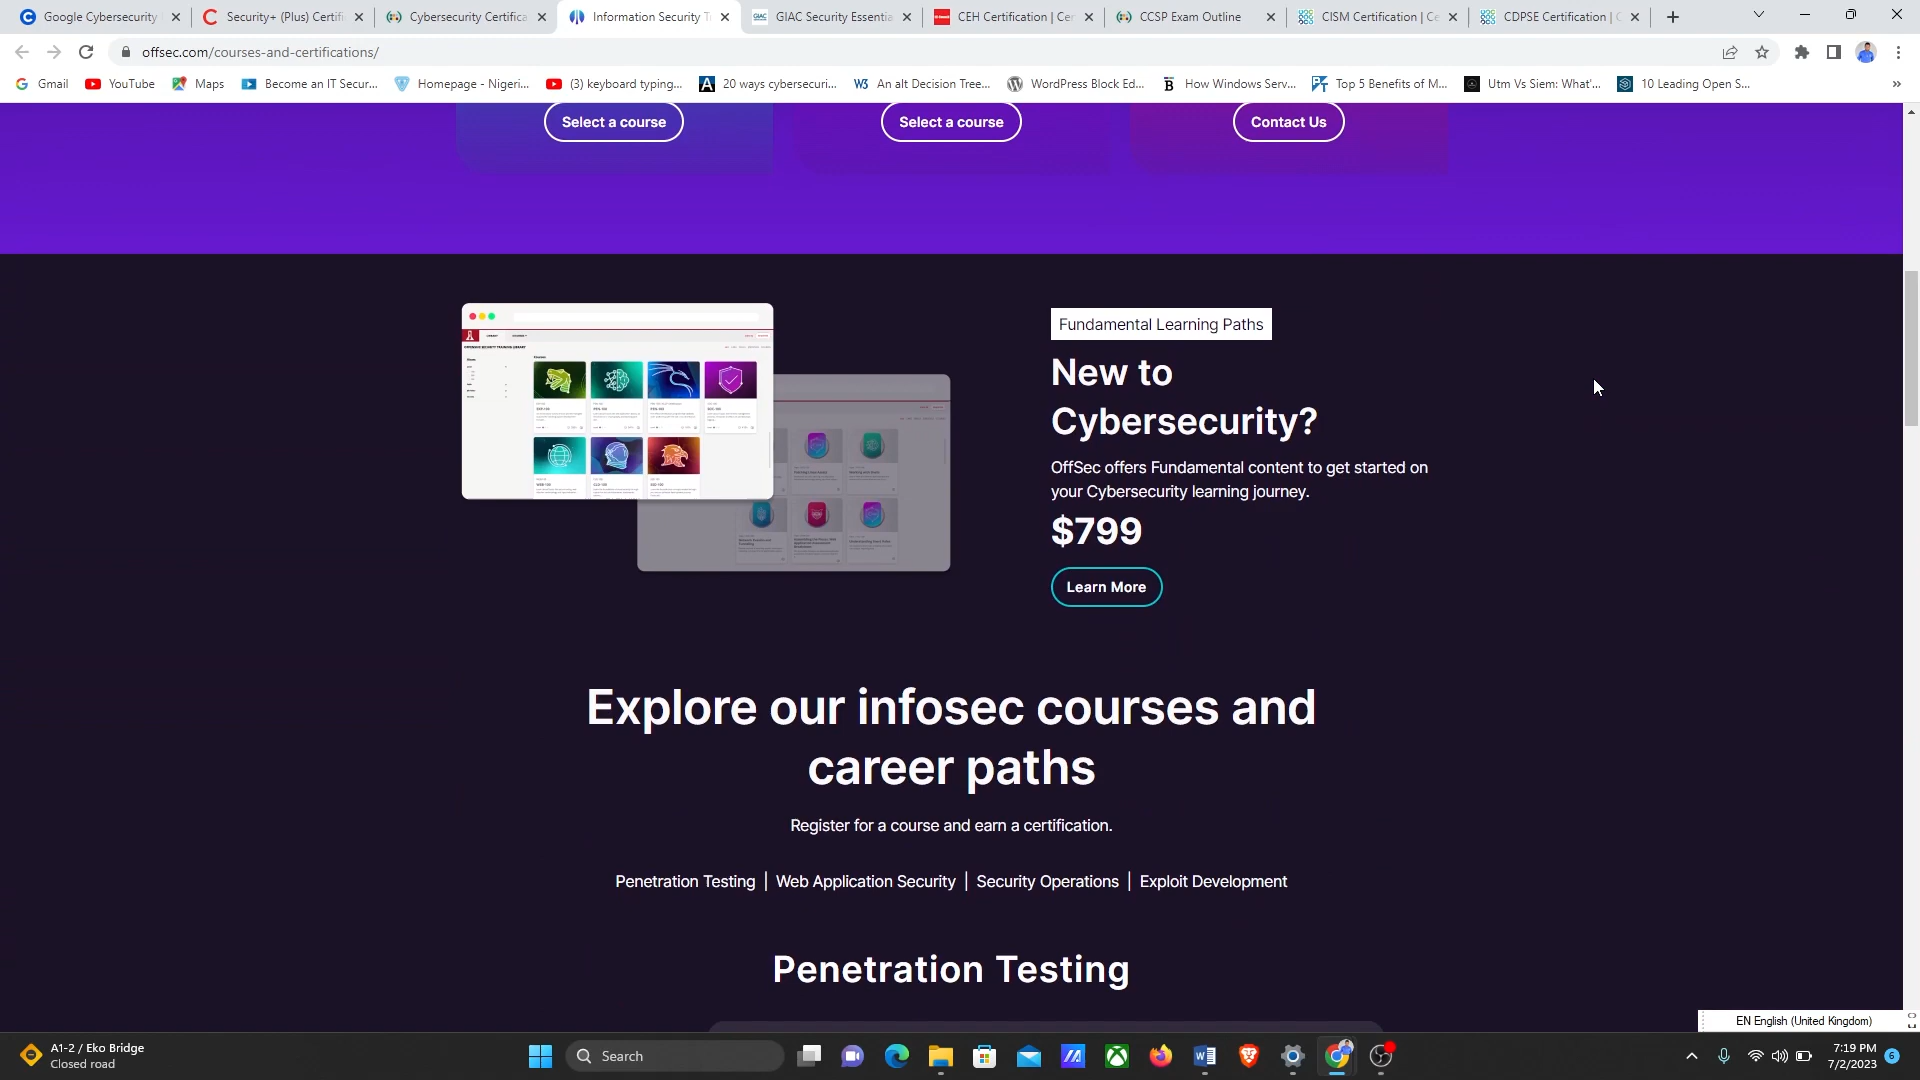 Google Cybersecurity
Security+ (Plus) Certifi
Cybersecurity Certifica
Information Security T
GIAC Security Essentia
CEH Certification | Cer
CCSP Exam Outline
CISM Certification | Ce
CDPSE Certification | C
offsec.com/courses-and-certifications/
Gmail
YouTube
Maps
Become an IT Secur...
Homepage - Nigeri...
(3) keyboard typing...
20 ways cybersecuri...
An alt Decision Tree...
WordPress Block Ed...
How Windows Serv...
Top 5 Benefits of M...
Utm Vs Siem: What'...
10 Leading Open S...
»
Select a course
Select a course
Contact Us
Fundamental Learning Paths
New to
Cybersecurity?
OffSec offers Fundamental content to get started on
your Cybersecurity learning journey.
$799
Learn More
Explore our infosec courses and
career paths
Register for a course and earn a certification.
Penetration Testing | Web Application Security | Security Operations | Exploit Development
Penetration Testing
EN English (United Kingdom)
A1-2 / Eko Bridge
Closed road
Search
7:19 PM
7/2/2023
6